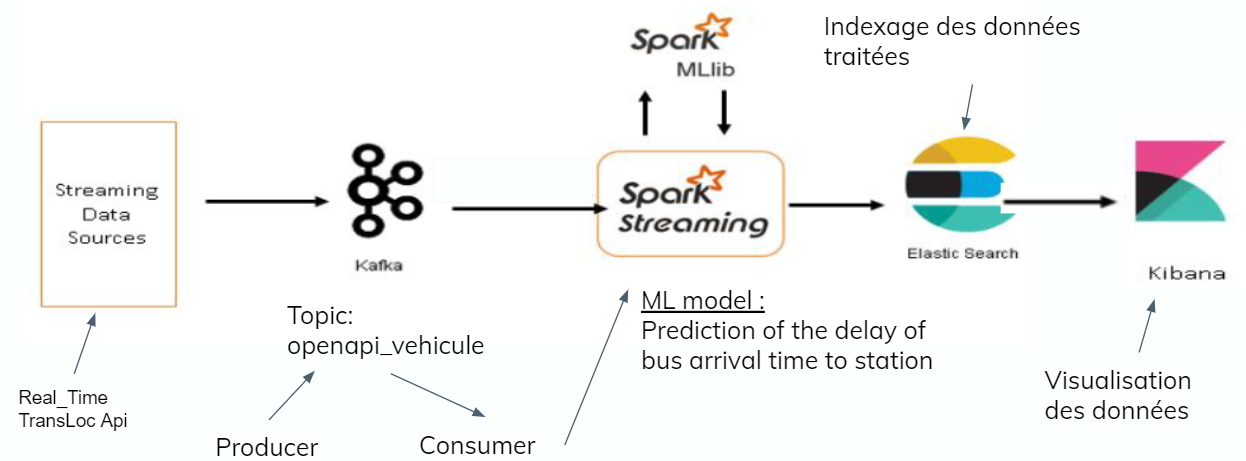 Spark
MLlib
Indexage des données
traitées
Streaming
Data
Sources
Kafka
Spark
Streaming
Elastic Search
Kibana
ML model :
Prediction of the delay of
bus arrival time to station
Topic:
openapi_vehicule
Real_Time
TransLoc Api
Producer
Consumer
Visualisation
des données